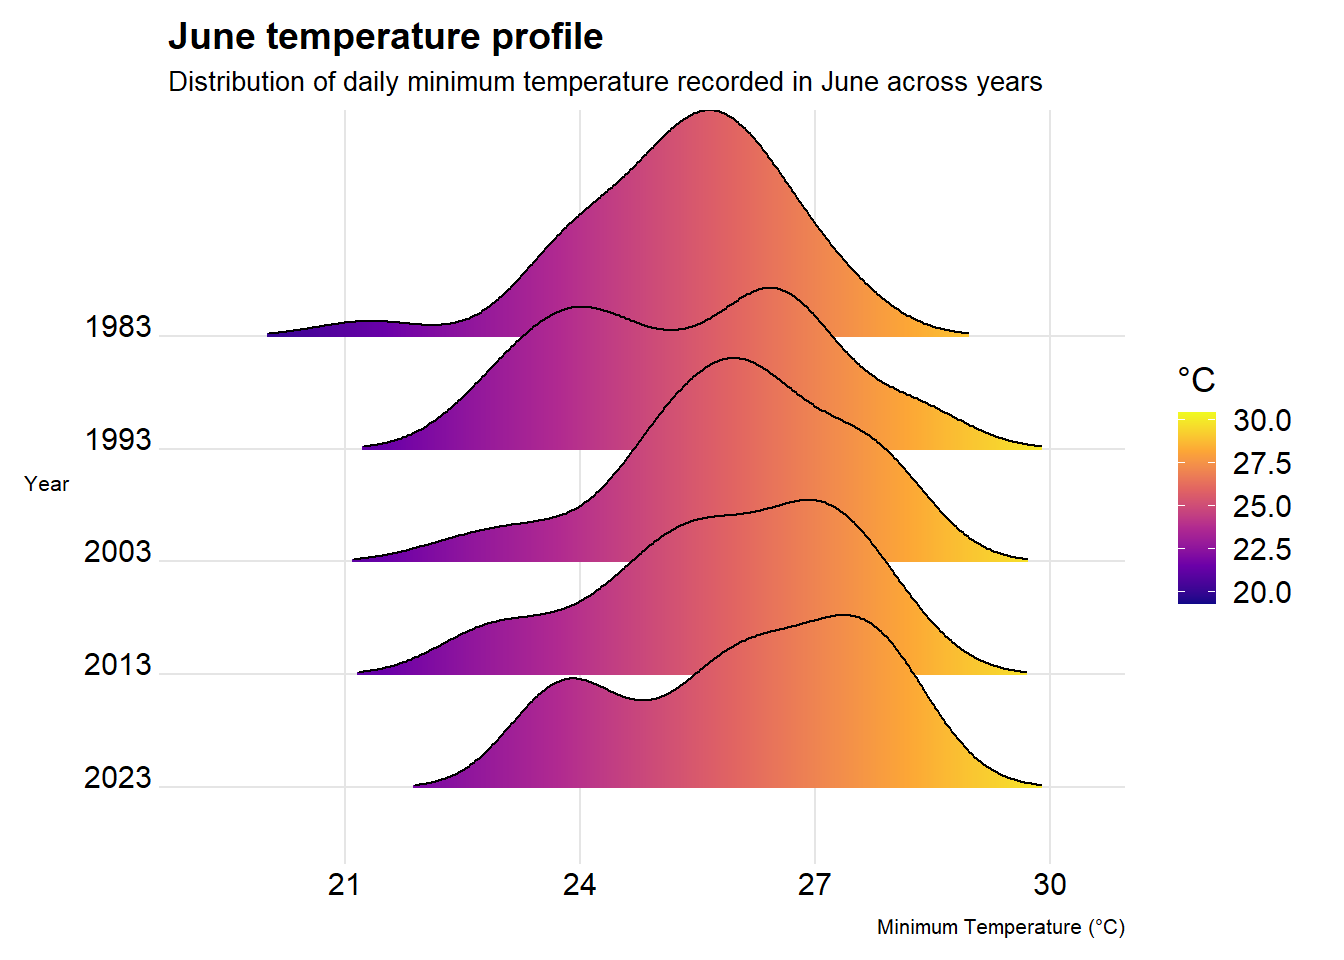 June temperature profile
Distribution of daily minimum temperature recorded in June across years
1983
1993
2003
2013
2023
Year
21 24 27 30
Minimum Temperature (°C)
°C
30.0
27.5
25.0
22.5
20.0